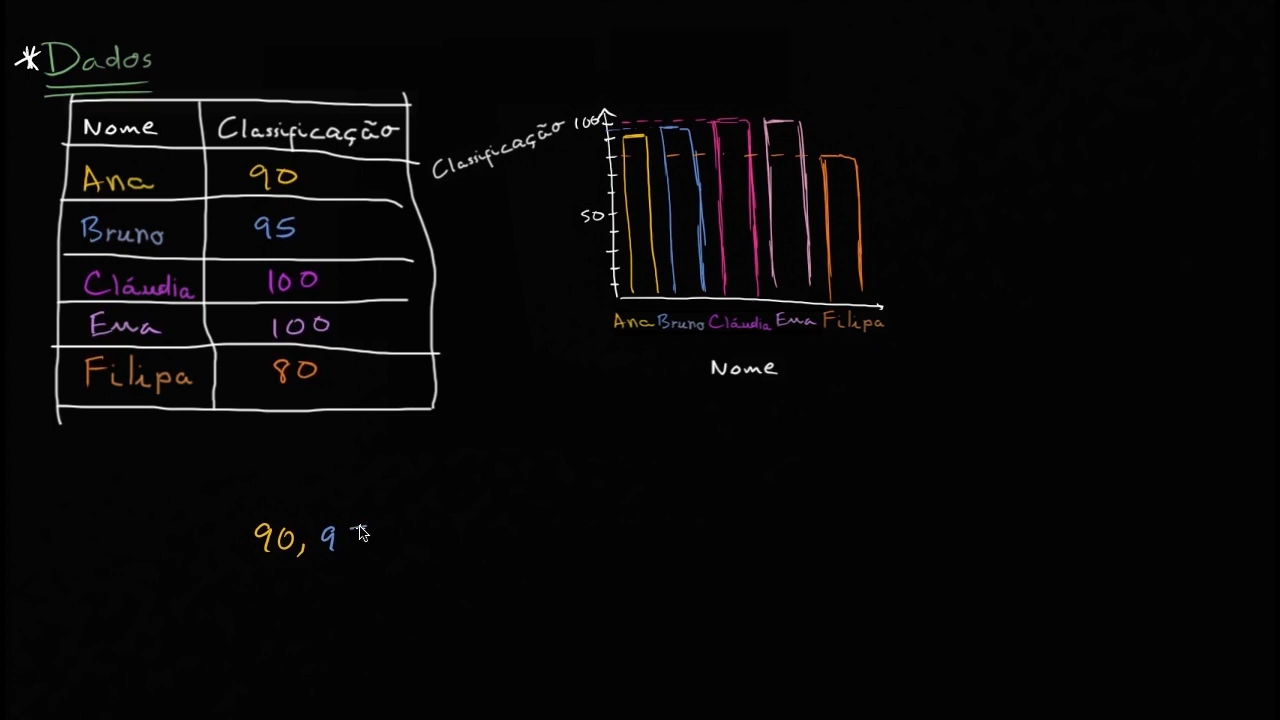 *Dados
Nome Classificação
Ana 90
Bruno 95
Cláudia 100
Ema 100
Filipa 80
Classificação
100
50
Ana Bruno Cláudia Ema Filipa
Nome
90, 9